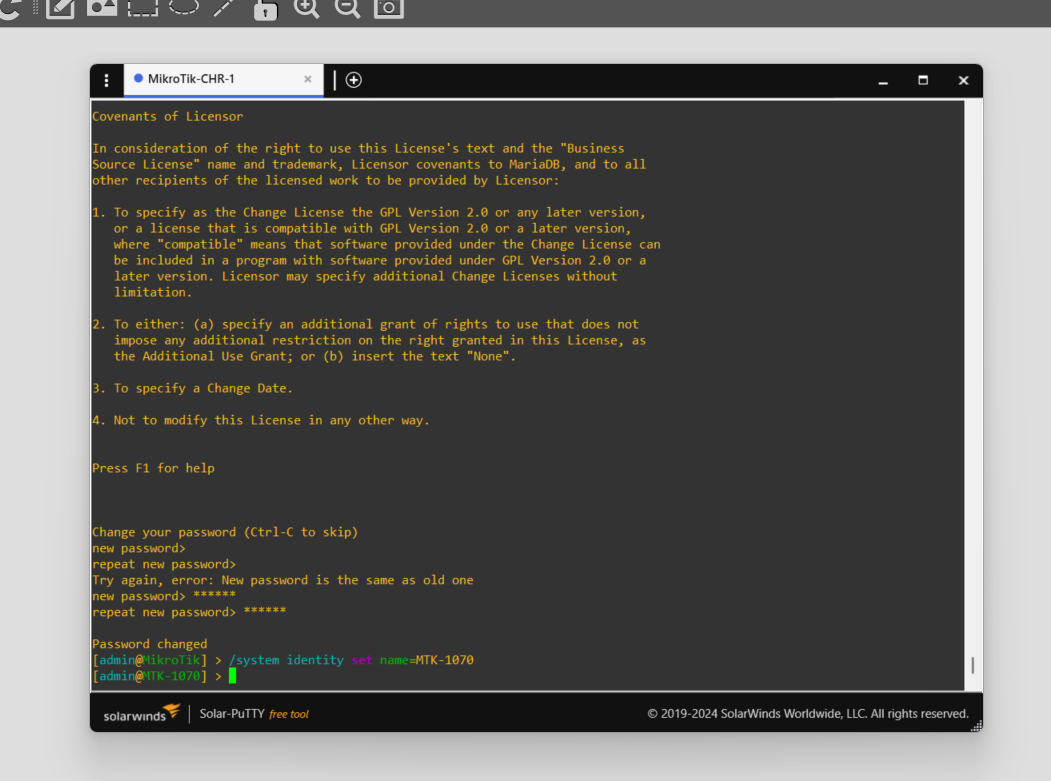 MikroTik-CHR-1
Covenants of Licensor
In consideration of the right to use this License's text and the "Business
Source License" name and trademark, Licensor covenants to MariaDB, and to all
other recipients of the licensed work to be provided by Licensor:
1. To specify as the Change License the GPL Version 2.0 or any later version,
or a license that is compatible with GPL Version 2.0 or a later version,
where "compatible" means that software provided under the Change License can
be included in a program with software provided under GPL Version 2.0 or a
later version. Licensor may specify additional Change Licenses without
limitation.
2. To either: (a) specify an additional grant of rights to use that does not
impose any additional restriction on the right granted in this License, as
the Additional Use Grant; or (b) insert the text "None".
3. To specify a Change Date.
4. Not to modify this License in any other way.
Press F1 for help
Change your password (Ctrl-C to skip)
new password>
repeat new password>
Try again, error: New password is the same as old one
new password> ******
repeat new password> ******
Password changed
[admin@MikroTik] > /system identity set name=MTK-1070
[admin@MTK-1070] >
solarwinds Solar-PuTTY free tool © 2019-2024 SolarWinds Worldwide, LLC. All rights reserved.